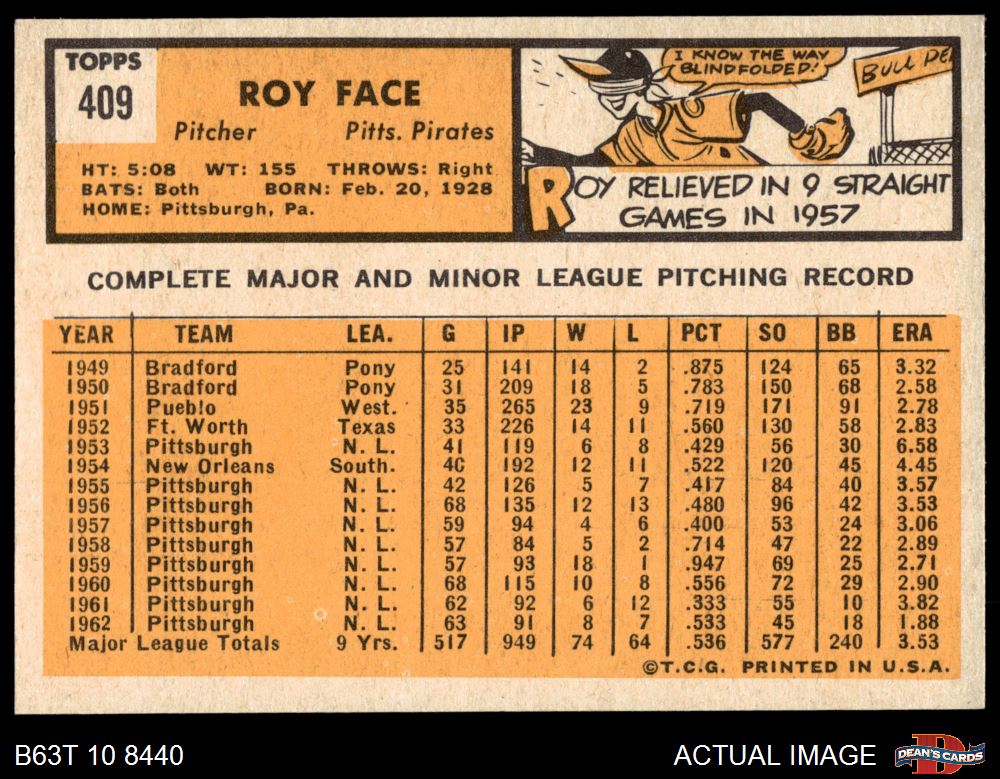 TOPPS
409
ROY FACE
Pitcher Pitts. Pirates
HT: 5:08 WT: 155 THROWS: Right
BATS: Both BORN: Feb. 20, 1928
HOME: Pittsburgh, Pa.
I KNOW THE WAY
BLINDFOLDED!
BULL PE
ROY RELIEVED IN 9 STRAIGHT
GAMES IN 1957
COMPLETE MAJOR AND MINOR LEAGUE PITCHING RECORD
YEAR TEAM LEA. G IP W L PCT SO BB ERA
1949 Bradford Pony 25 141 14 2 .875 124 65 3.32
1950 Bradford Pony 31 209 18 5 .783 150 68 2.58
1951 Pueblo West. 35 265 23 9 .719 171 91 2.78
1952 Ft. Worth Texas 33 226 14 11 .560 130 58 2.83
1953 Pittsburgh N. L. 41 119 6 8 .429 56 30 6.58
1954 New Orleans South. 40 192 12 11 .522 120 45 4.45
1955 Pittsburgh N. L. 42 126 5 7 .417 84 40 3.57
1956 Pittsburgh N. L. 68 135 12 13 .480 96 42 3.53
1957 Pittsburgh N. L. 59 94 4 6 .400 53 24 3.06
1958 Pittsburgh N. L. 57 84 5 2 .714 47 22 2.89
1959 Pittsburgh N. L. 57 93 18 1 .947 69 25 2.71
1960 Pittsburgh N. L. 68 115 10 8 .556 72 29 2.90
1961 Pittsburgh N. L. 62 92 6 12 .333 55 10 3.82
1962 Pittsburgh N. L. 63 91 8 7 .533 45 18 1.88
Major League Totals 9 Yrs. 517 949 74 64 .536 577 240 3.53
©T.C.G. PRINTED IN U.S.A.
B63T 10 8440 ACTUAL IMAGE DEAN'S CARDS